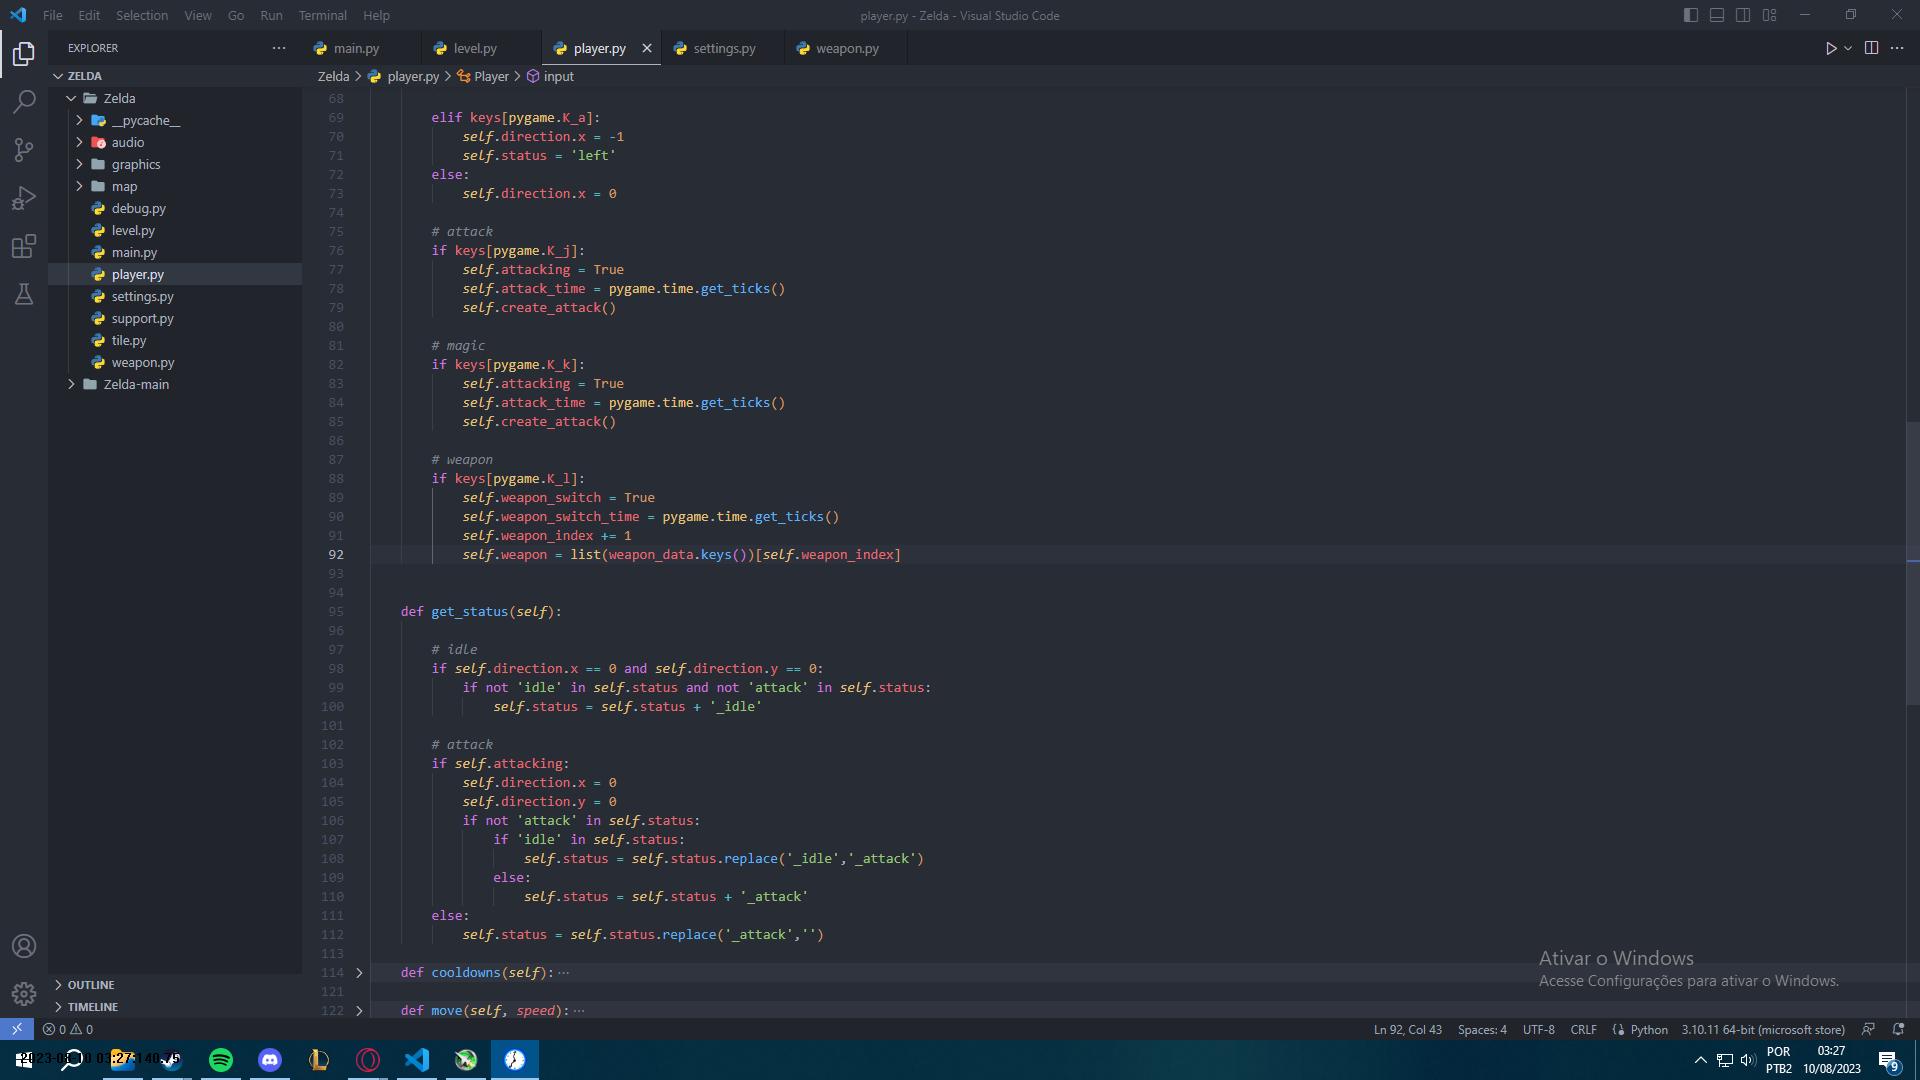 File Edit Selection View Go Run Terminal Help
player.py - Zelda - Visual Studio Code
EXPLORER
main.py
level.py
player.py
settings.py
weapon.py
ZELDA
Zelda > player.py > Player > input
Zelda
__pycache__
audio
graphics
map
debug.py
level.py
main.py
player.py
settings.py
support.py
tile.py
weapon.py
Zelda-main
OUTLINE
TIMELINE
68
69 elif keys[pygame.K_a]:
70 self.direction.x = -1
71 self.status = 'left'
72 else:
73 self.direction.x = 0
74
75 # attack
76 if keys[pygame.K_j]:
77 self.attacking = True
78 self.attack_time = pygame.time.get_ticks()
79 self.create_attack()
80
81 # magic
82 if keys[pygame.K_k]:
83 self.attacking = True
84 self.attack_time = pygame.time.get_ticks()
85 self.create_attack()
86
87 # weapon
88 if keys[pygame.K_l]:
89 self.weapon_switch = True
90 self.weapon_switch_time = pygame.time.get_ticks()
91 self.weapon_index += 1
92 self.weapon = list(weapon_data.keys())[self.weapon_index]
93
94
95 def get_status(self):
96
97 # idle
98 if self.direction.x == 0 and self.direction.y == 0:
99 if not 'idle' in self.status and not 'attack' in self.status:
100 self.status = self.status + '_idle'
101
102 # attack
103 if self.attacking:
104 self.direction.x = 0
105 self.direction.y = 0
106 if not 'attack' in self.status:
107 if 'idle' in self.status:
108 self.status = self.status.replace('_idle','_attack')
109 else:
110 self.status = self.status + '_attack'
111 else:
112 self.status = self.status.replace('_attack','')
113
114 def cooldowns(self): ···
121
122 def move(self, speed): ···
Ativar o Windows
Acesse Configurações para ativar o Windows.
0 0
Ln 92, Col 43 Spaces: 4 UTF-8 CRLF Python 3.10.11 64-bit (microsoft store)
POR
PTB2
03:27
10/08/2023
9